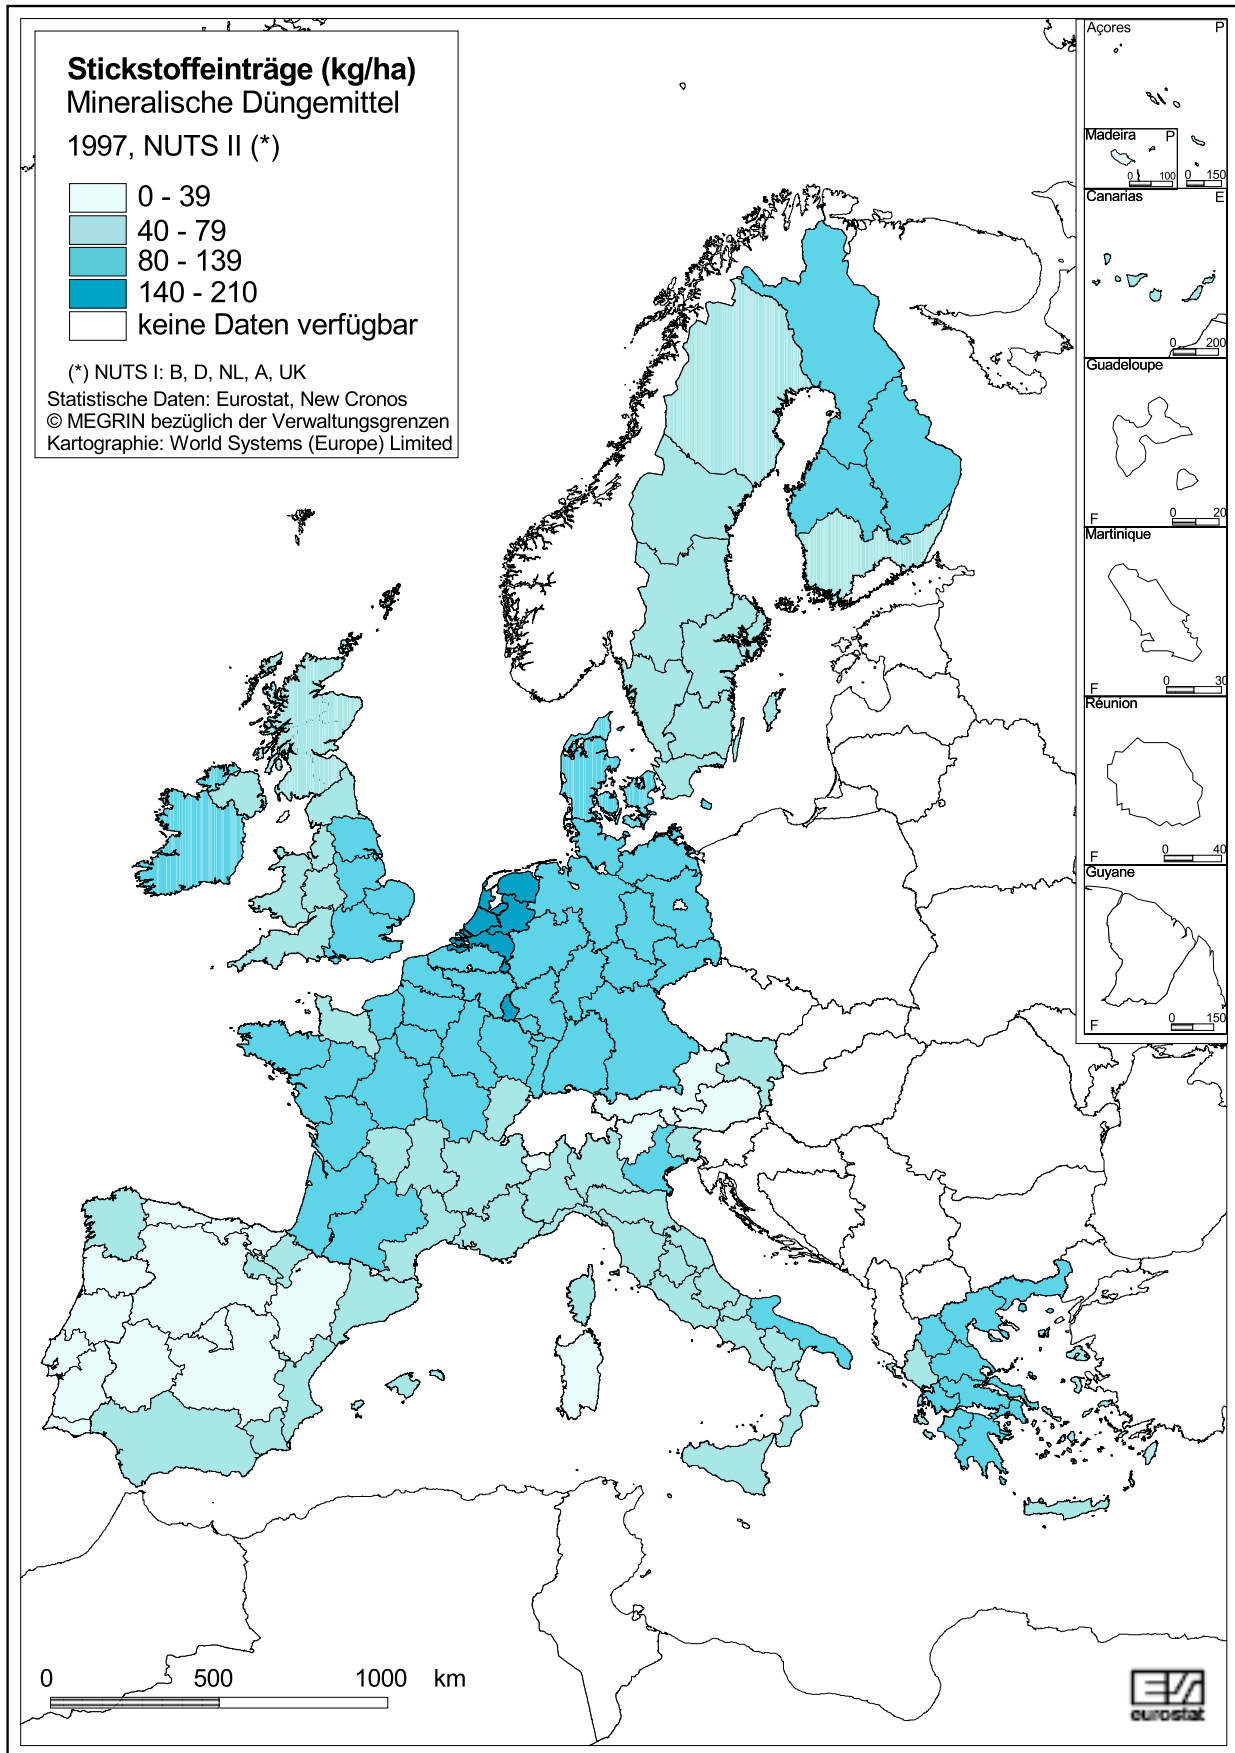 Stickstoffeinträge (kg/ha)
Mineralische Düngemittel
1997, NUTS II (*)
0 - 39
40 - 79
80 - 139
140 - 210
keine Daten verfügbar
(*) NUTS I: B, D, NL, A, UK
Statistische Daten: Eurostat, New Cronos
© MEGRIN bezüglich der Verwaltungsgrenzen
Kartographie: World Systems (Europe) Limited
Açores P
Madeira P
0 100
0 150
Canarias E
0 200
Guadeloupe
F 0 20
Martinique
F 0 30
Réunion
F 0 40
Guyane
F 0 150
0 500 1000 km
eurostat